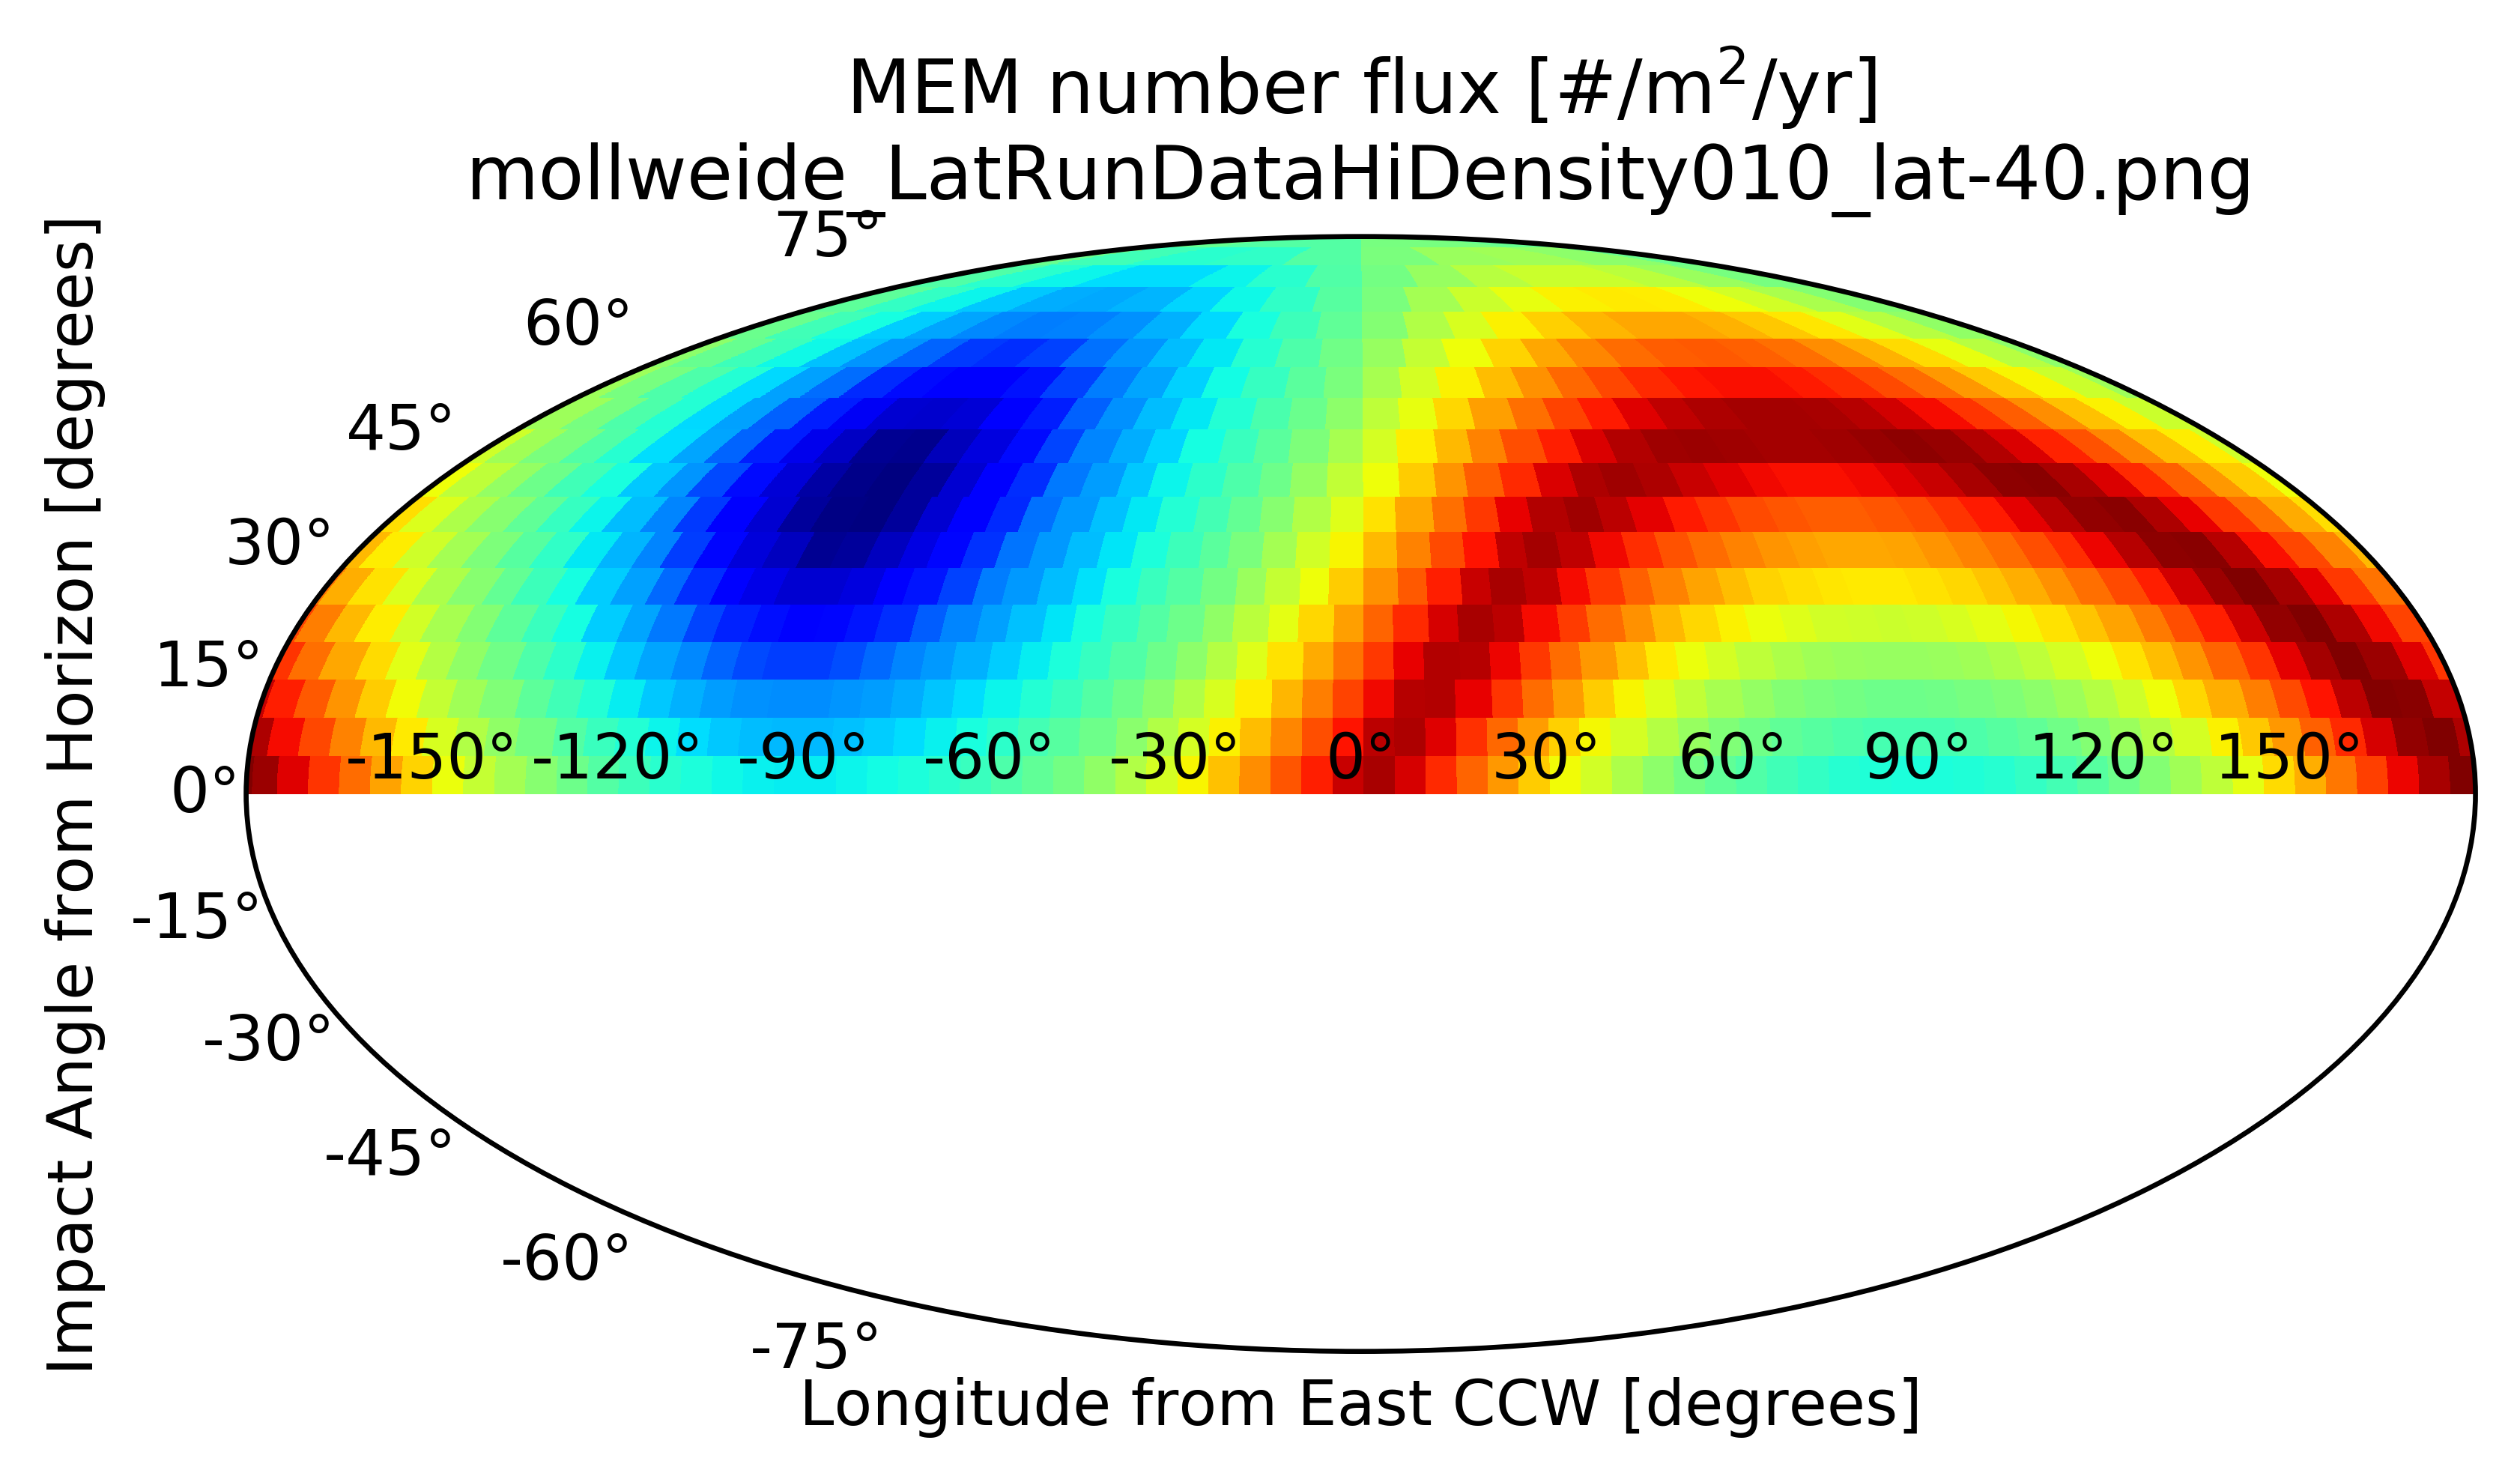 MEM number flux [#/m²/yr]
mollweide_LatRunDataHiDensity010_lat-40.png
Impact Angle from Horizon [degrees]
75°
60°
45°
30°
15°
0°
-150° -120° -90° -60° -30° 0° 30° 60° 90° 120° 150°
-15°
-30°
-45°
-60°
-75°
Longitude from East CCW [degrees]